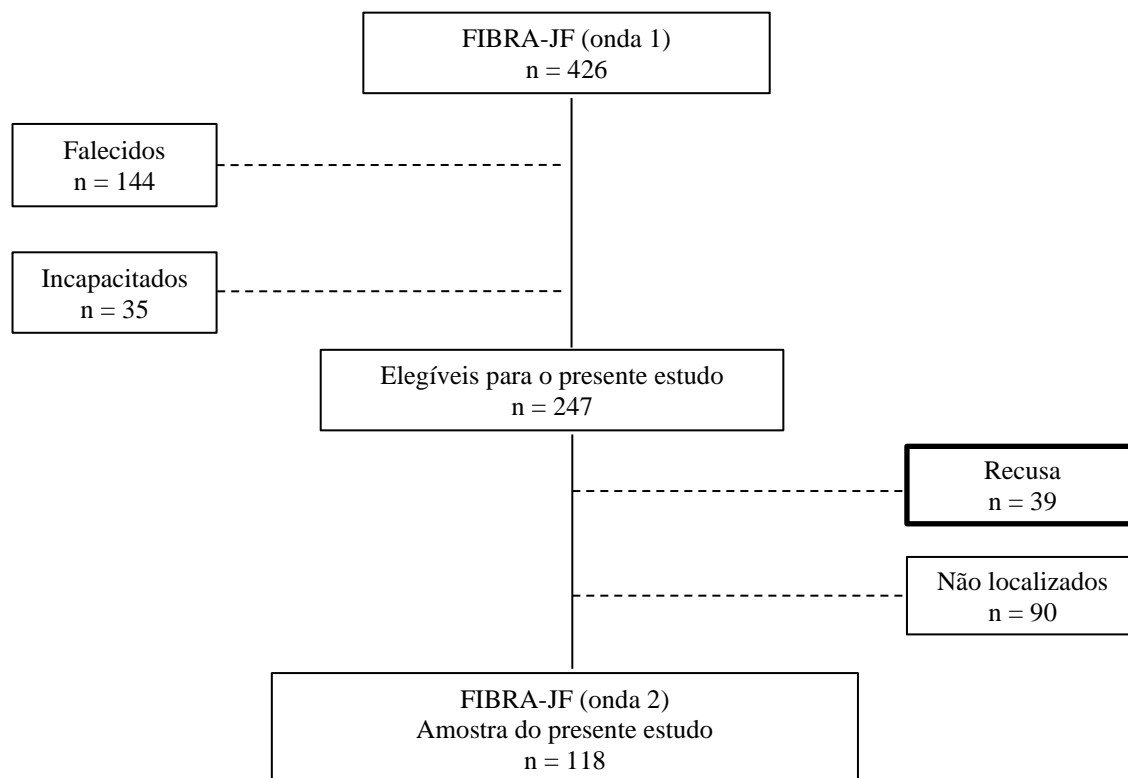 FIBRA-JF (onda 1)
n = 426
Falecidos
n = 144
Incapacitados
n = 35
Elegíveis para o presente estudo
n = 247
Recusa
n = 39
Não localizados
n = 90
FIBRA-JF (onda 2)
Amostra do presente estudo
n = 118